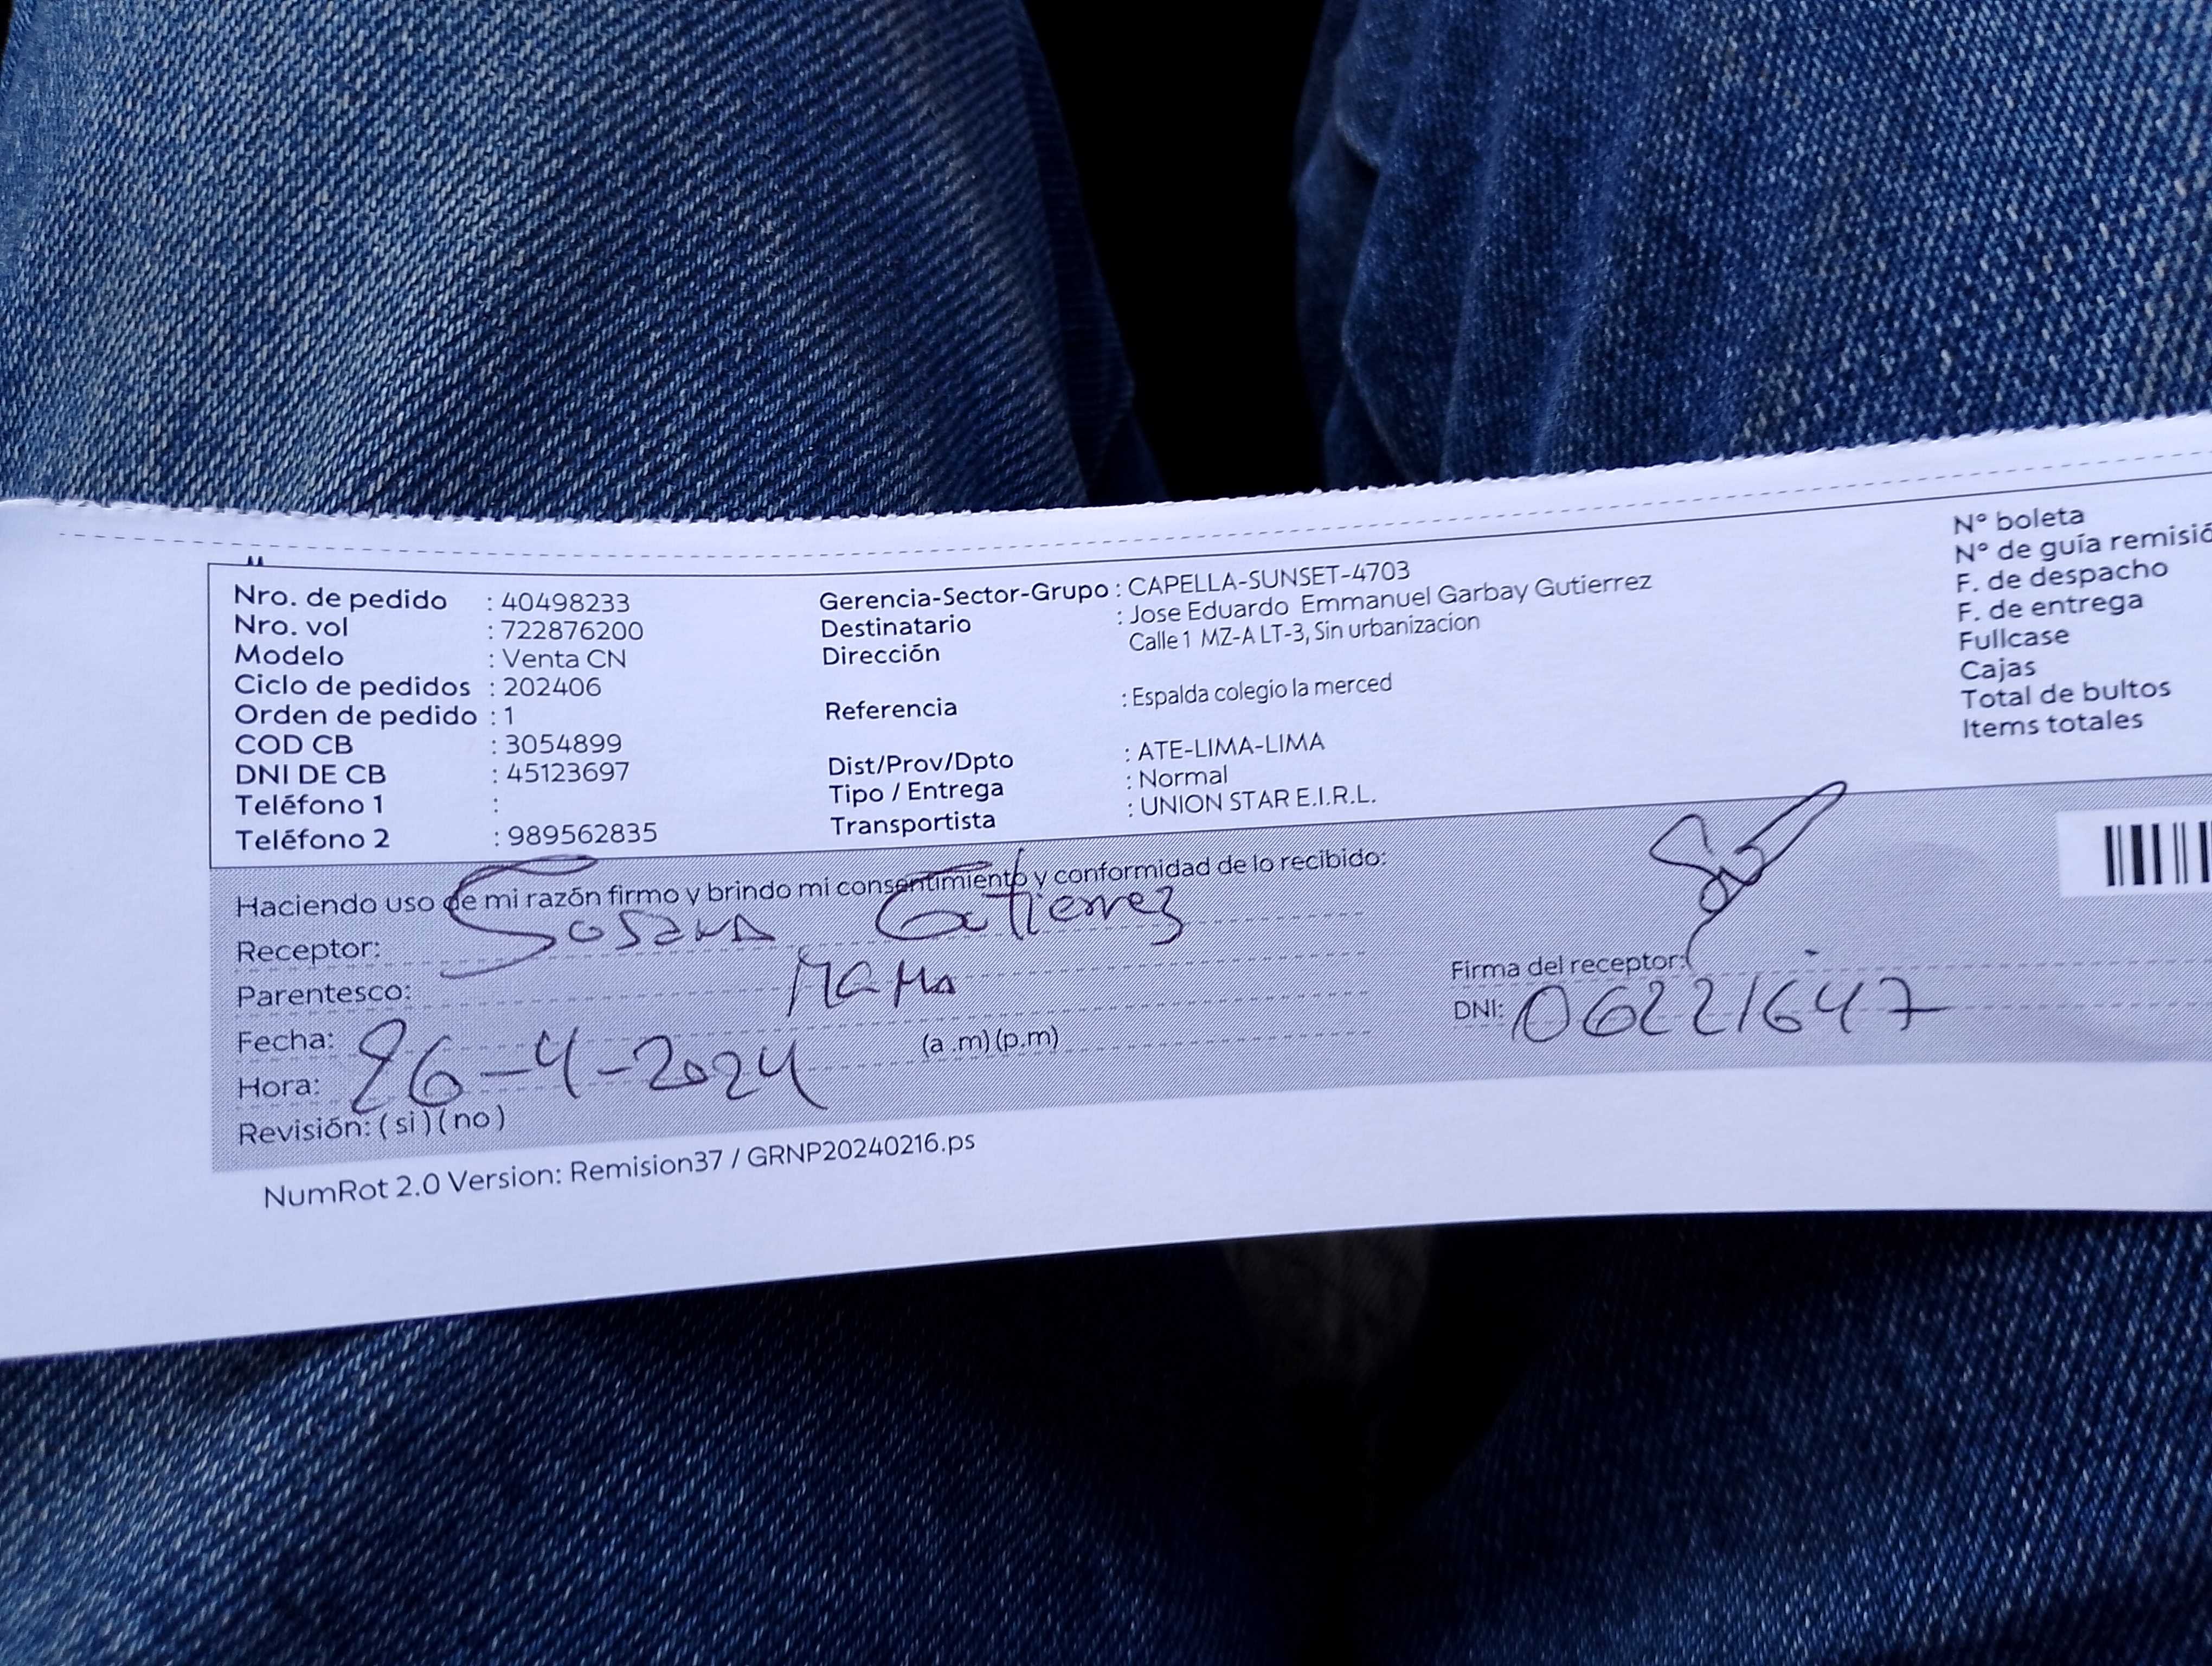 Nro. de pedido : 40498233
Nro. vol : 722876200
Modelo : Venta CN
Ciclo de pedidos : 202406
Orden de pedido : 1
COD CB : 3054899
DNI DE CB : 45123697
Teléfono 1 :
Teléfono 2 : 989562835
Gerencia-Sector-Grupo : CAPELLA-SUNSET-4703
Destinatario : Jose Eduardo Emmanuel Garbay Gutierrez
Dirección Calle 1 MZ-A LT-3, Sin urbanizacion
Referencia : Espalda colegio la merced
Dist/Prov/Dpto : ATE-LIMA-LIMA
Tipo / Entrega : Normal
Transportista : UNION STAR E.I.R.L.
N° boleta
N° de guía remisió
F. de despacho
F. de entrega
Fullcase
Cajas
Total de bultos
Items totales
Haciendo uso de mi razón firmo y brindo mi consentimiento y conformidad de lo recibido:
Receptor: Gutierrez
Parentesco: MAMA
Fecha: 26-4-2024
Hora: (a .m)(p.m)
Revisión: (si)(no)
Firma del receptor:
DNI: 06221647
NumRot 2.0 Version: Remision37 / GRNP20240216.ps